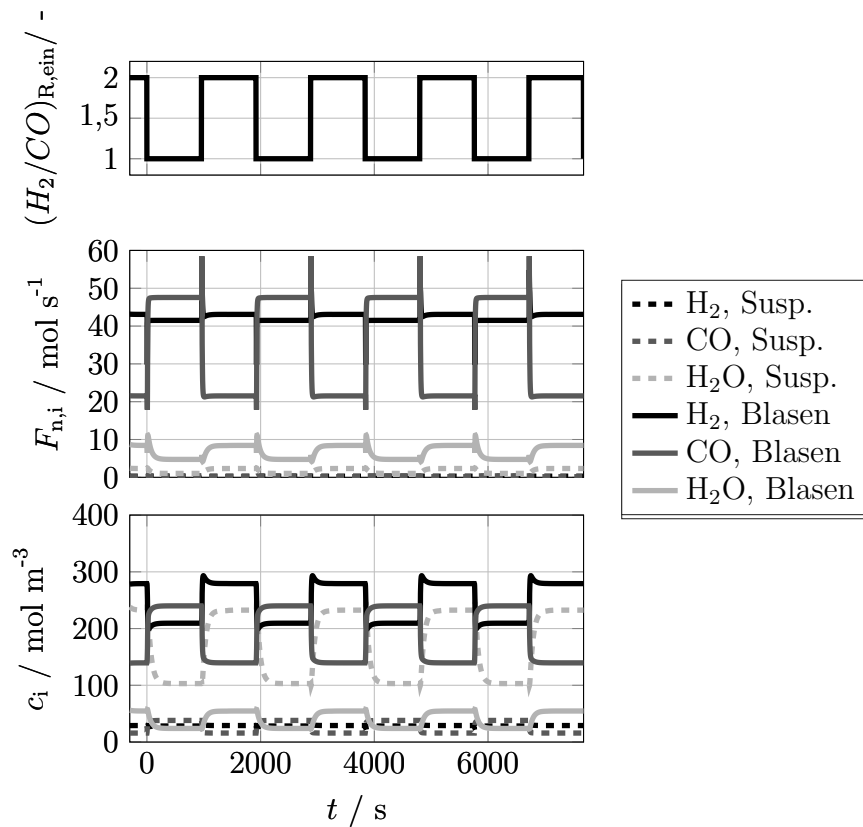 (H₂/CO)R,ein/ -
2
1,5
1
Fn,i / mol s⁻¹
60
50
40
30
20
10
0
H₂, Susp.
CO, Susp.
H₂O, Susp.
H₂, Blasen
CO, Blasen
H₂O, Blasen
ci / mol m⁻³
400
300
200
100
0
0 2000 4000 6000
t / s